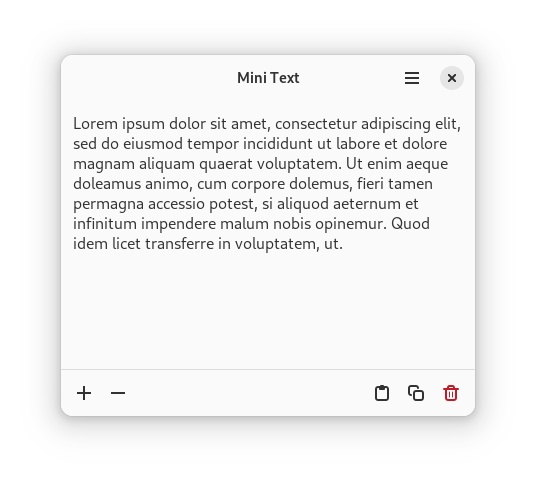 Mini Text
Lorem ipsum dolor sit amet, consectetur adipiscing elit,
sed do eiusmod tempor incididunt ut labore et dolore
magnam aliquam quaerat voluptatem. Ut enim aeque
doleamus animo, cum corpore dolemus, fieri tamen
permagna accessio potest, si aliquod aeternum et
infinitum impendere malum nobis opinemur. Quod
idem licet transferre in voluptatem, ut.